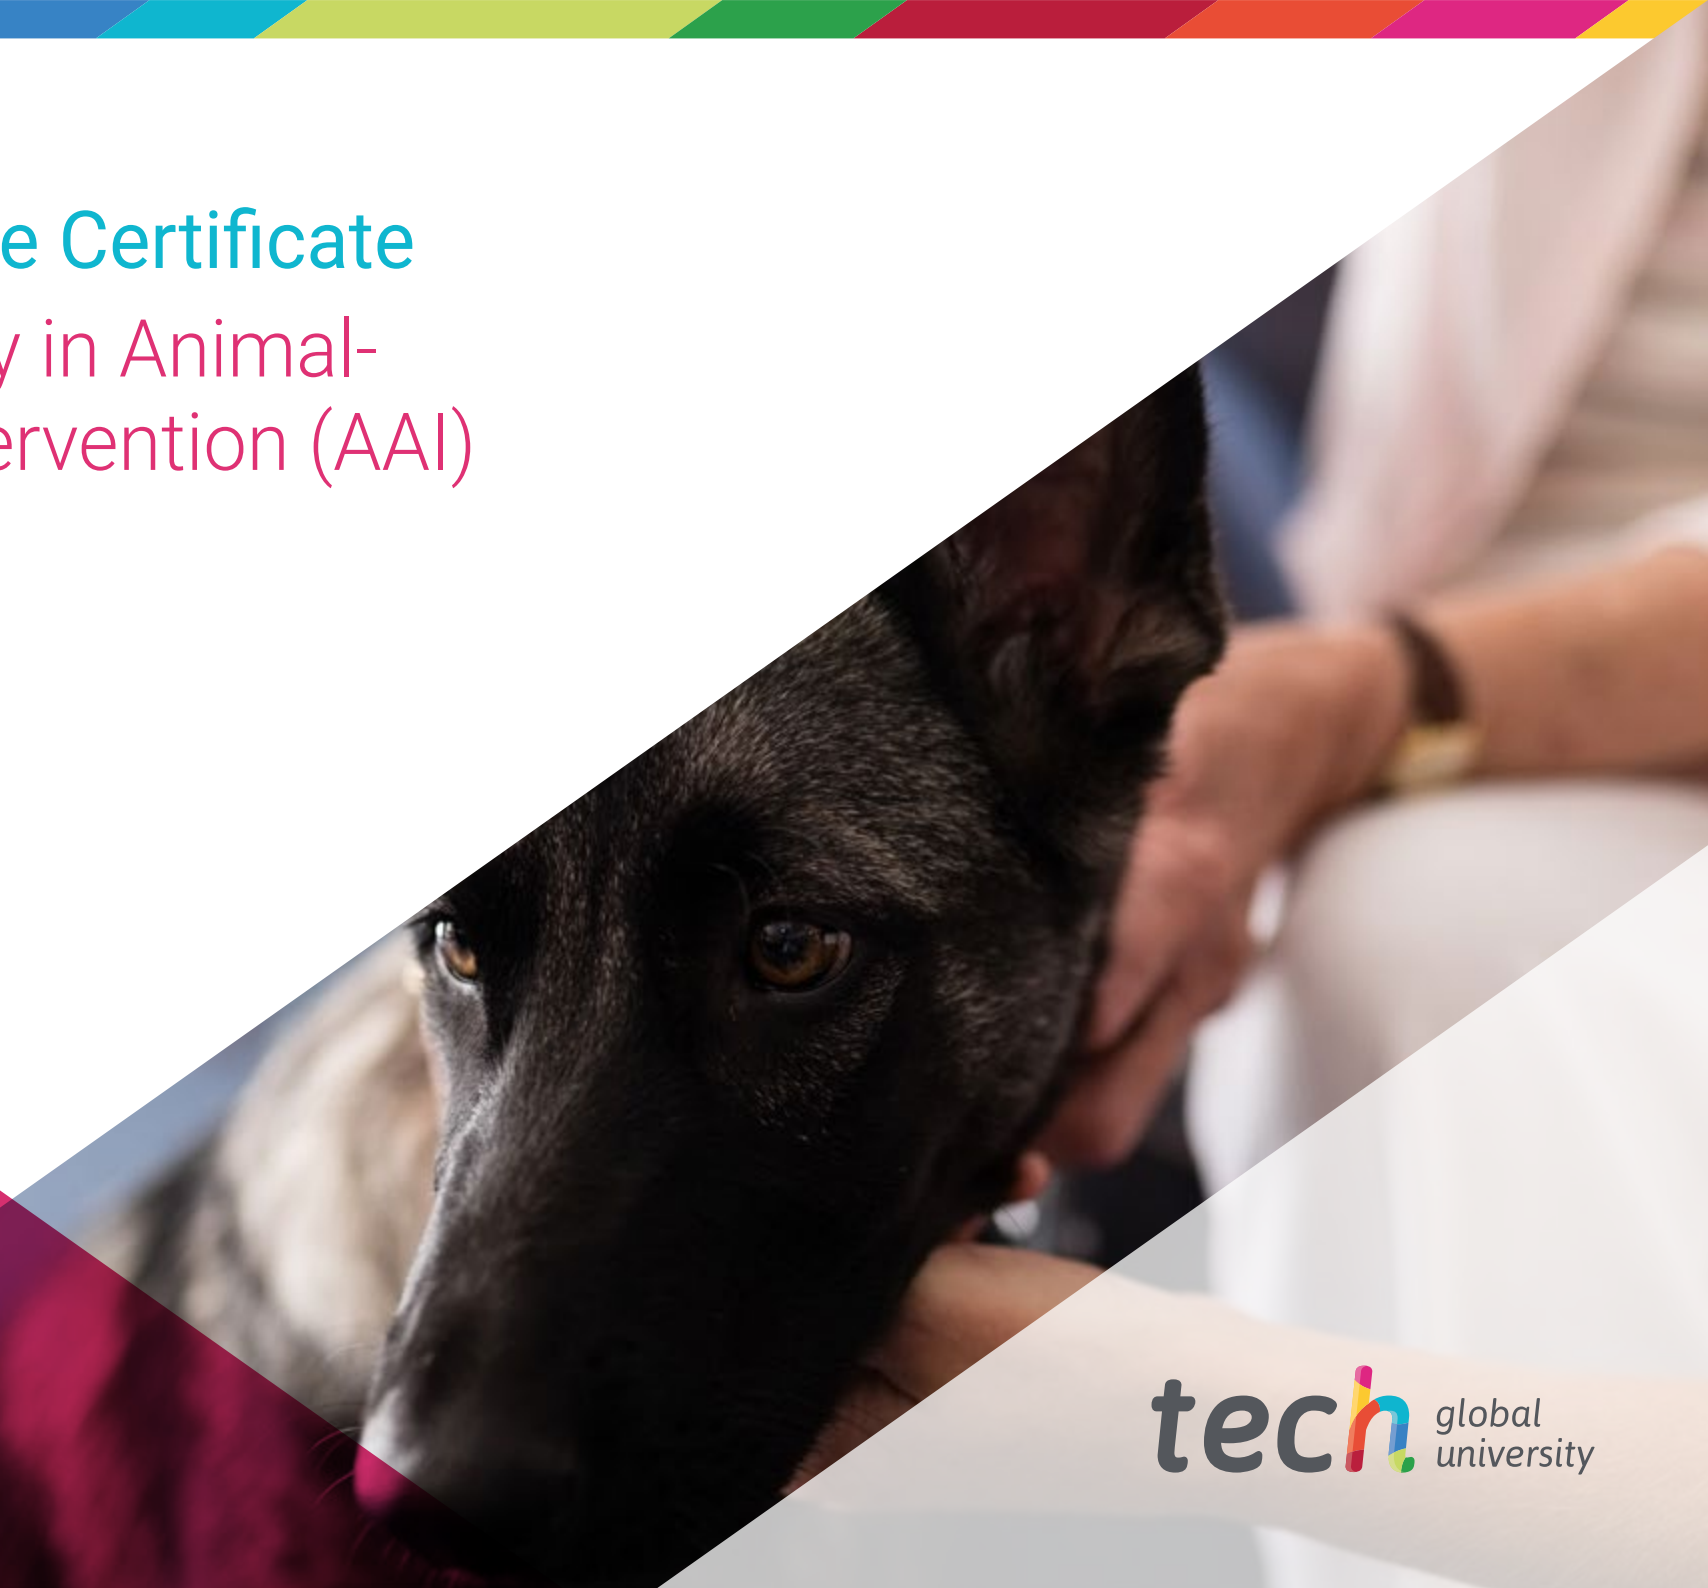 e Certificate
y in Animal-
ervention (AAI)
tech global
university